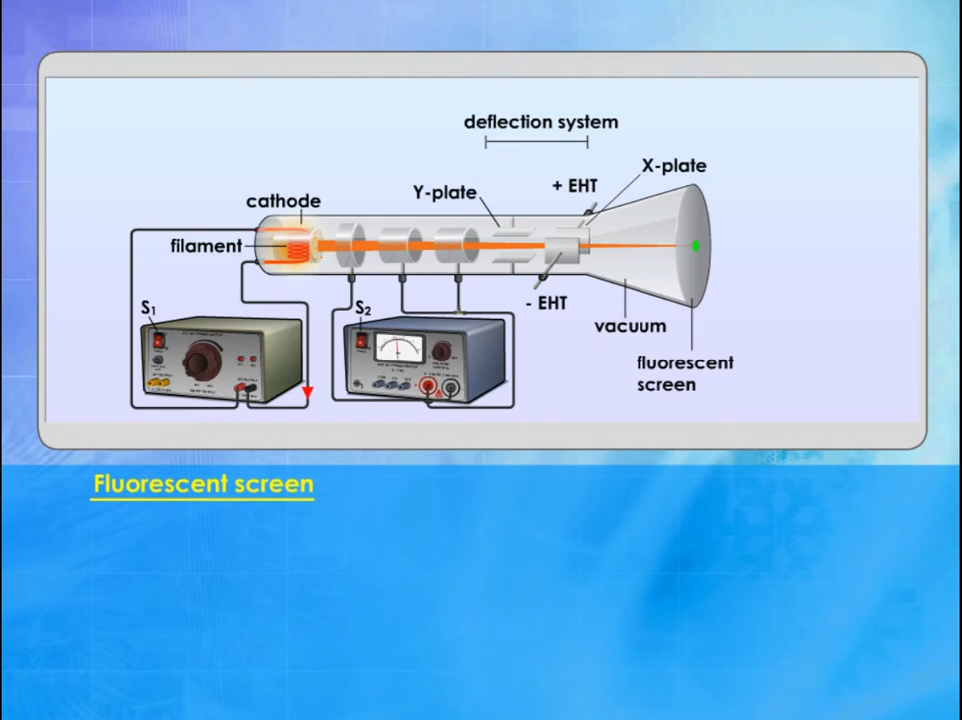 deflection system
X-plate
+ EHT
Y-plate
cathode
filament
- EHT
S1
S2
vacuum
fluorescent
screen
Fluorescent screen